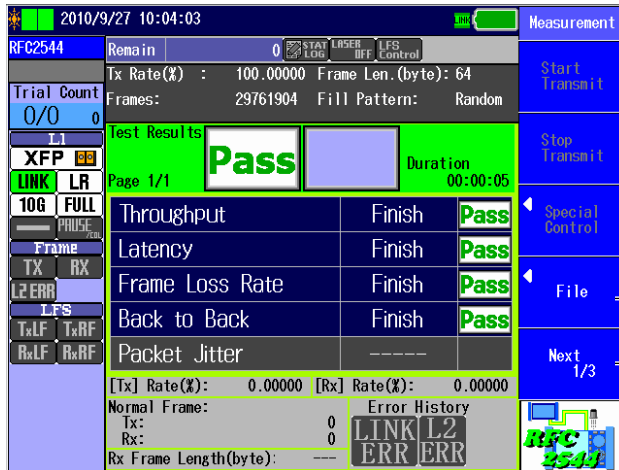 2010/9/27 10:04:03
LINK
Measurement
RFC2544
Remain 0 STAT LOG LASER OFF LFS Control
Tx Rate(%) : 100.00000 Frame Len.(byte): 64
Frames: 29761904 Fill Pattern: Random
Trial Count
0/0 0
Test Results
Page 1/1
Pass
Duration
00:00:05
L1
XFP
LINK LR
10G FULL
PAUSE/COL
Frame
TX RX
L2 ERR
LFS
TxLF TxRF
RxLF RxRF
Throughput Finish Pass
Latency Finish Pass
Frame Loss Rate Finish Pass
Back to Back Finish Pass
Packet Jitter -----
[Tx] Rate(%): 0.00000 [Rx] Rate(%): 0.00000
Normal Frame:
Tx: 0
Rx: 0
Rx Frame Length(byte): ---
Error History
LINK ERR
L2 ERR
Start
Transmit
Stop
Transmit
Special
Control
File
Next
1/3
RFC
2544